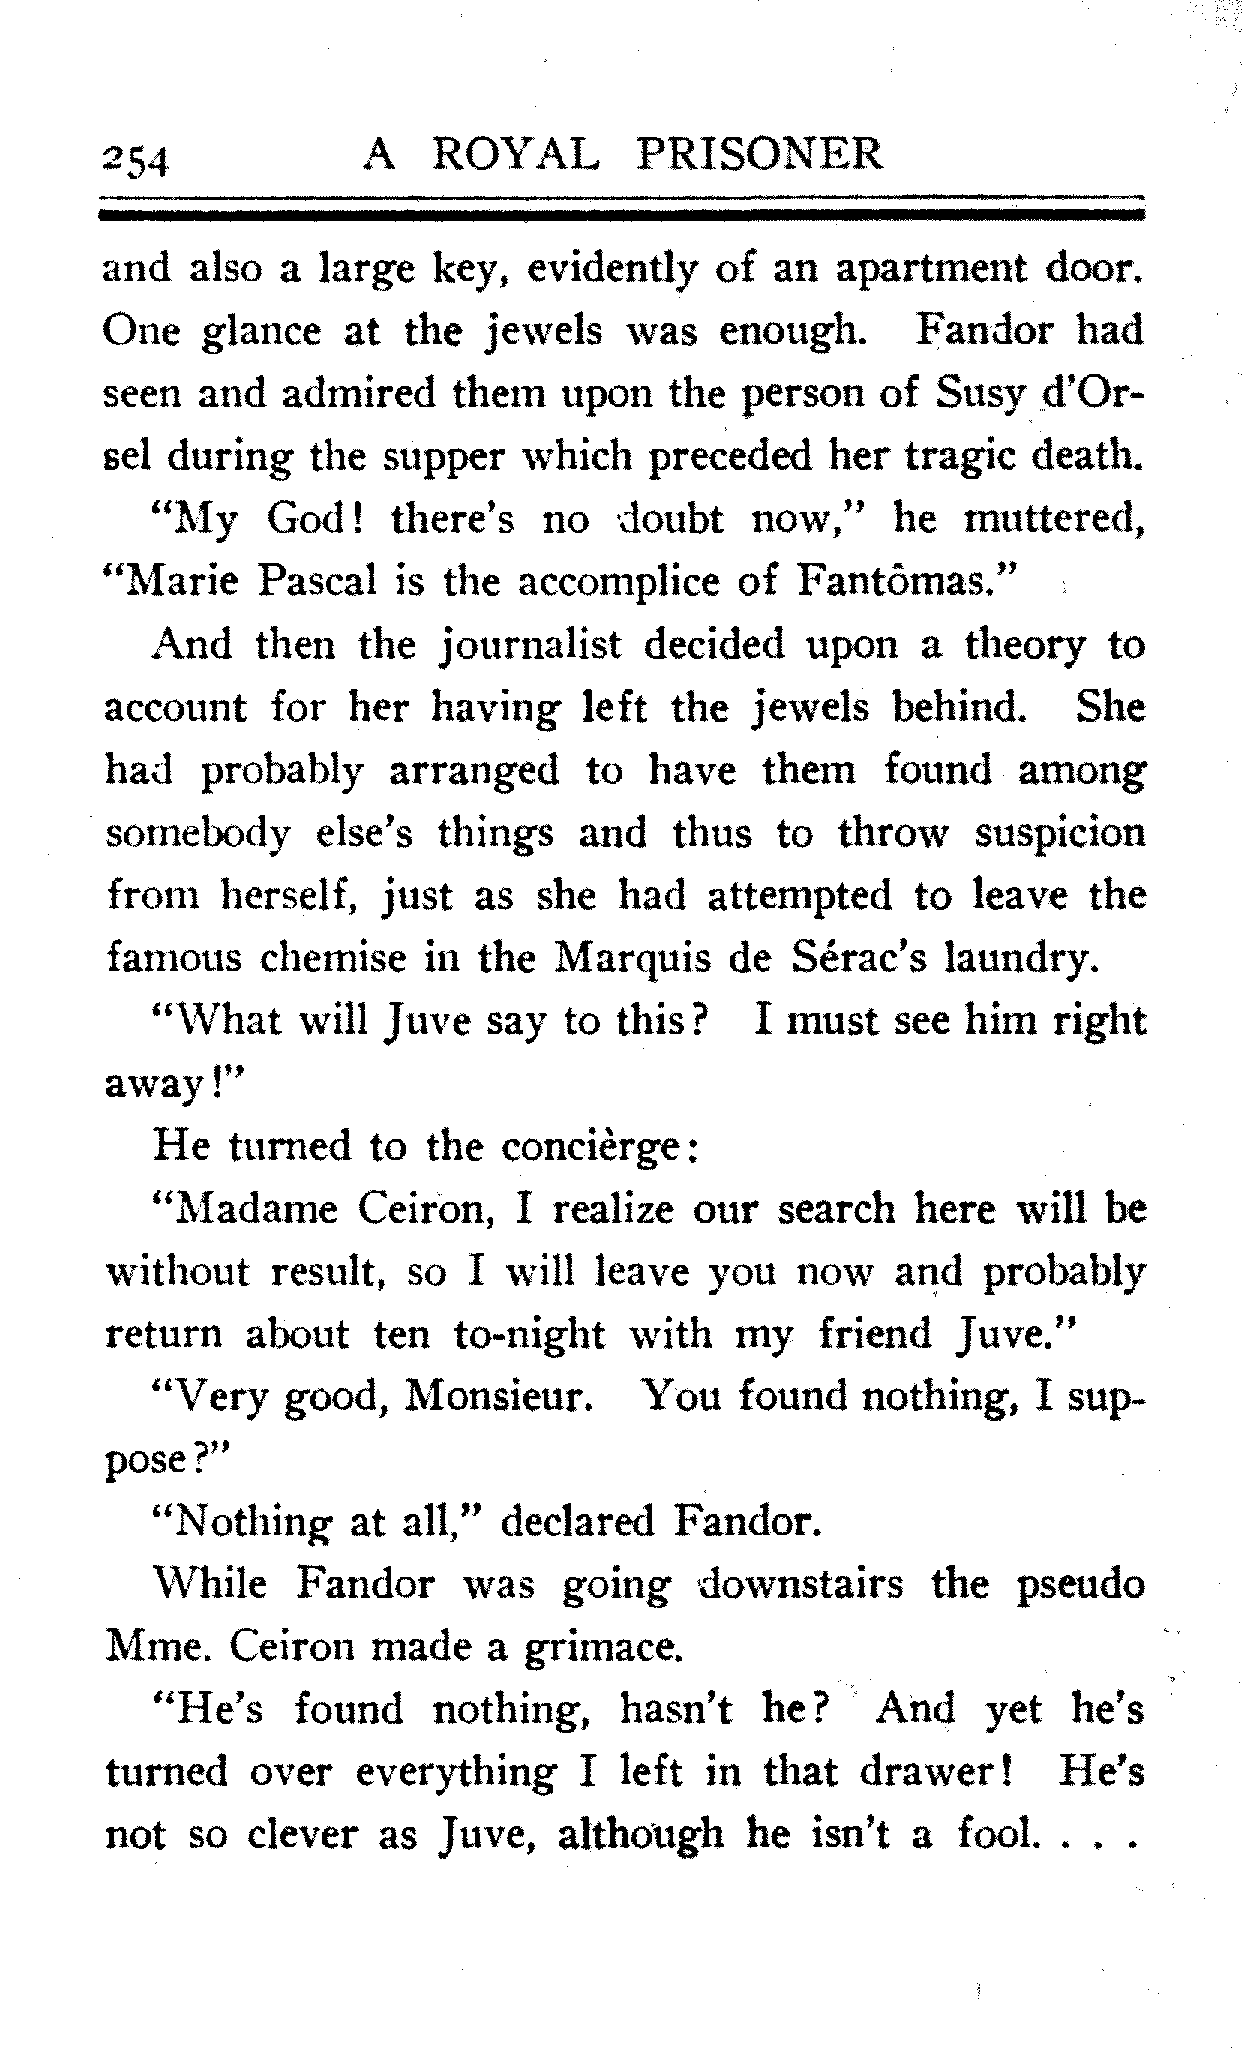 254 A ROYAL PRISONER
and also a large key, evidently of an apartment door.
One glance at the jewels was enough. Fandor had
seen and admired them upon the person of Susy d'Or-
sel during the supper which preceded her tragic death.
"My God! there's no doubt now," he muttered,
"Marie Pascal is the accomplice of Fantômas."
And then the journalist decided upon a theory to
account for her having left the jewels behind. She
had probably arranged to have them found among
somebody else's things and thus to throw suspicion
from herself, just as she had attempted to leave the
famous chemise in the Marquis de Sérac's laundry.
"What will Juve say to this? I must see him right
away!"
He turned to the concièrge:
"Madame Ceiron, I realize our search here will be
without result, so I will leave you now and probably
return about ten to-night with my friend Juve."
"Very good, Monsieur. You found nothing, I sup-
pose?"
"Nothing at all," declared Fandor.
While Fandor was going downstairs the pseudo
Mme. Ceiron made a grimace.
"He's found nothing, hasn't he? And yet he's
turned over everything I left in that drawer! He's
not so clever as Juve, although he isn't a fool. . . .